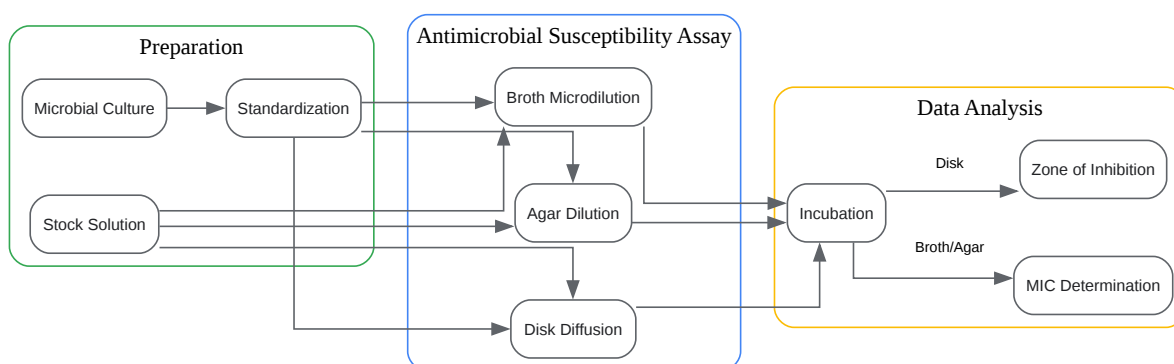 Preparation
Microbial Culture
Standardization
Stock Solution
Antimicrobial Susceptibility Assay
Broth Microdilution
Agar Dilution
Disk Diffusion
Data Analysis
Incubation
Disk
Zone of Inhibition
Broth/Agar
MIC Determination